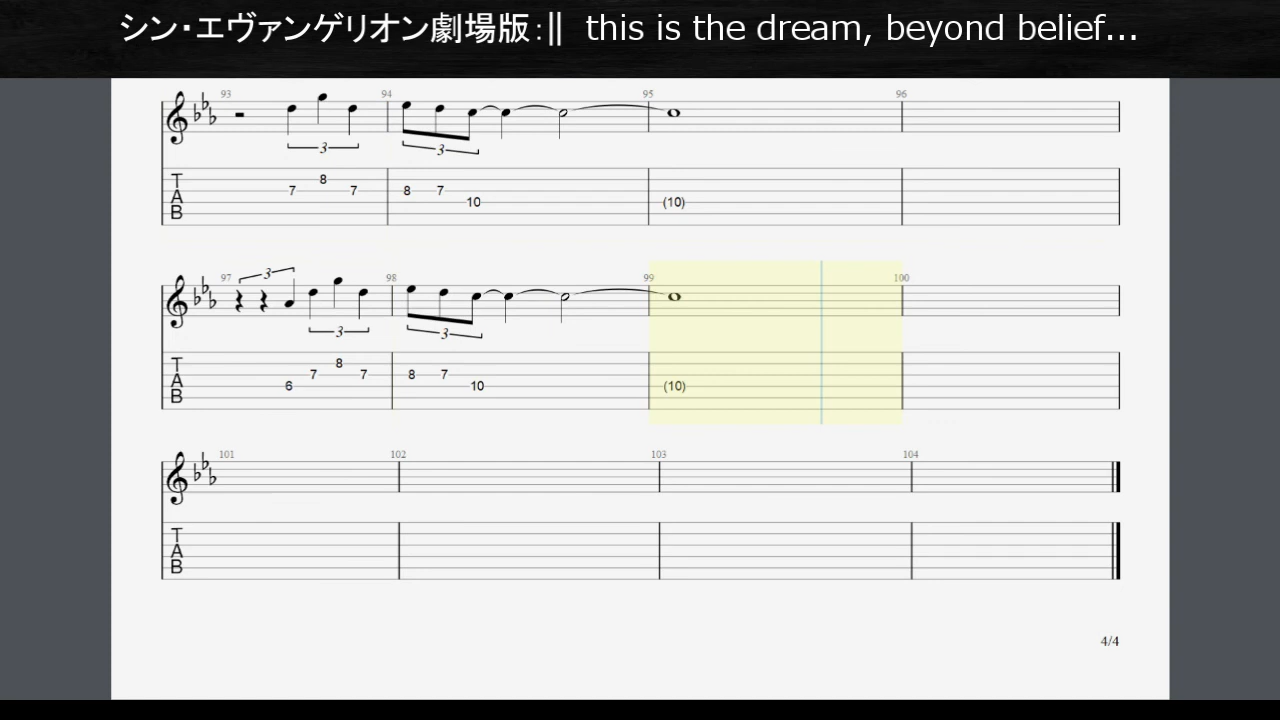 シン・エヴァンゲリオン劇場版:||  this is the dream, beyond belief...
93 94 95 96
3 3
T
A
B
7 8 7 8 7 10 (10)
97 98 99 100
3 3 3
T
A
B
6 7 8 7 8 7 10 (10)
101 102 103 104
T
A
B
4/4